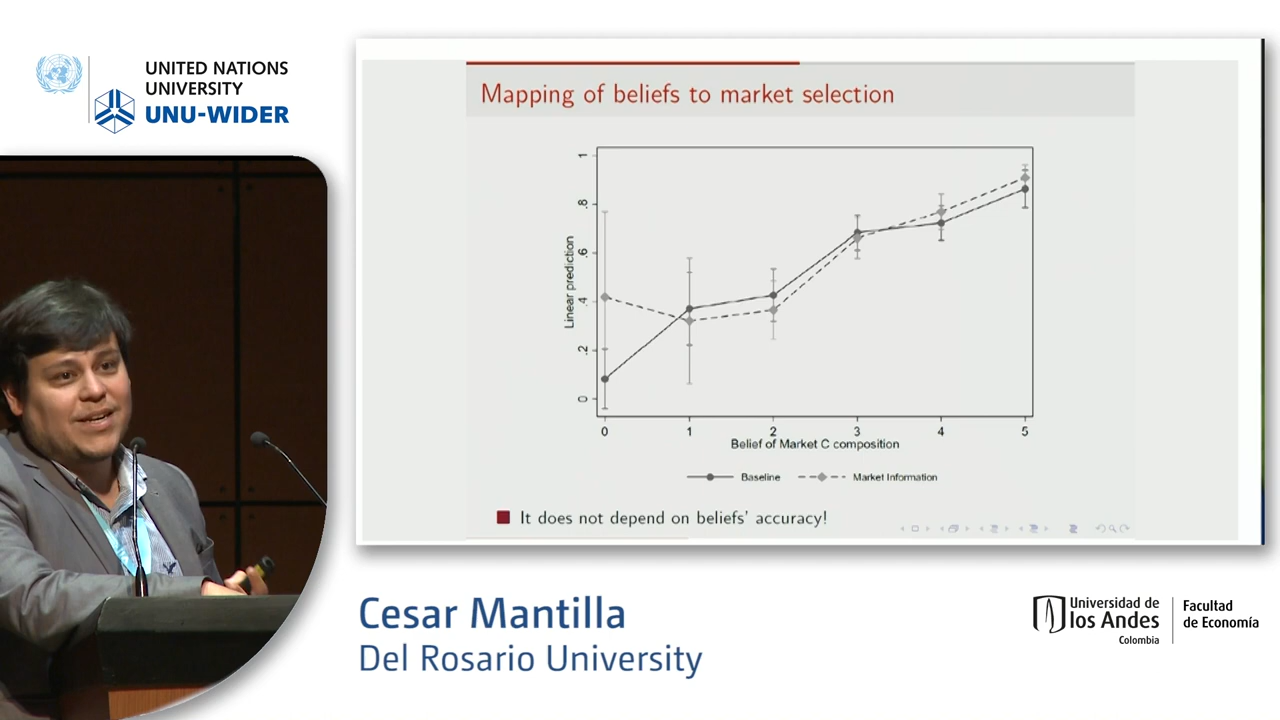 UNITED NATIONS
UNIVERSITY
UNU-WIDER
Mapping of beliefs to market selection
Linear prediction
1
.8
.6
.4
.2
0
0 1 2 3 4 5
Belief of Market C composition
Baseline Market Information
It does not depend on beliefs' accuracy!
Cesar Mantilla
Del Rosario University
Universidad de
los Andes
Colombia
Facultad
de Economía